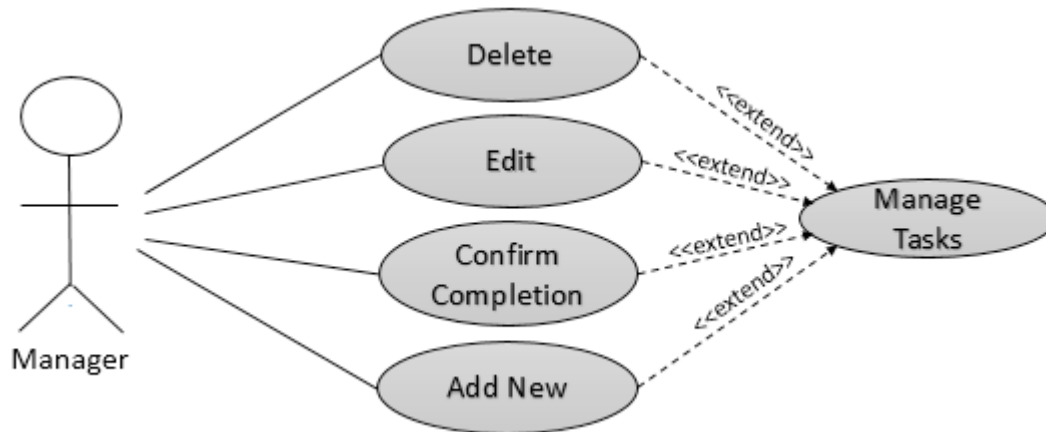 Delete
<<extend>>
Edit
<<extend>>
Manage
Tasks
Confirm
Completion
<<extend>>
<<extend>>
Manager
Add New